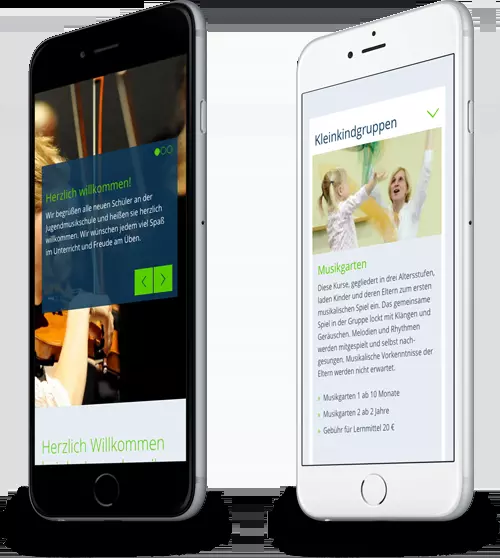 Herzlich willkommen!
Wir begrüßen alle neuen Schüler an der
Jugendmusikschule und heißen sie herzlich
willkommen. Wir wünschen jedem viel Spaß
im Unterricht und Freude am Üben.
Herzlich Willkommen
Kleinkindgruppen
Musikgarten
Diese Kurse, gegliedert in drei Altersstufen,
laden Kinder und deren Eltern zum ersten
musikalischen Spiel ein. Das gemeinsame
Spiel in der Gruppe lockt mit Klängen und
Geräuschen. Melodien und Rhythmen
werden mitgespielt und selbst nach-
gesungen. Musikalische Vorkenntnisse der
Eltern werden nicht erwartet.
» Musikgarten 1 ab 10 Monate
» Musikgarten 2 ab 2 Jahre
» Gebühr für Lernmittel 20 €